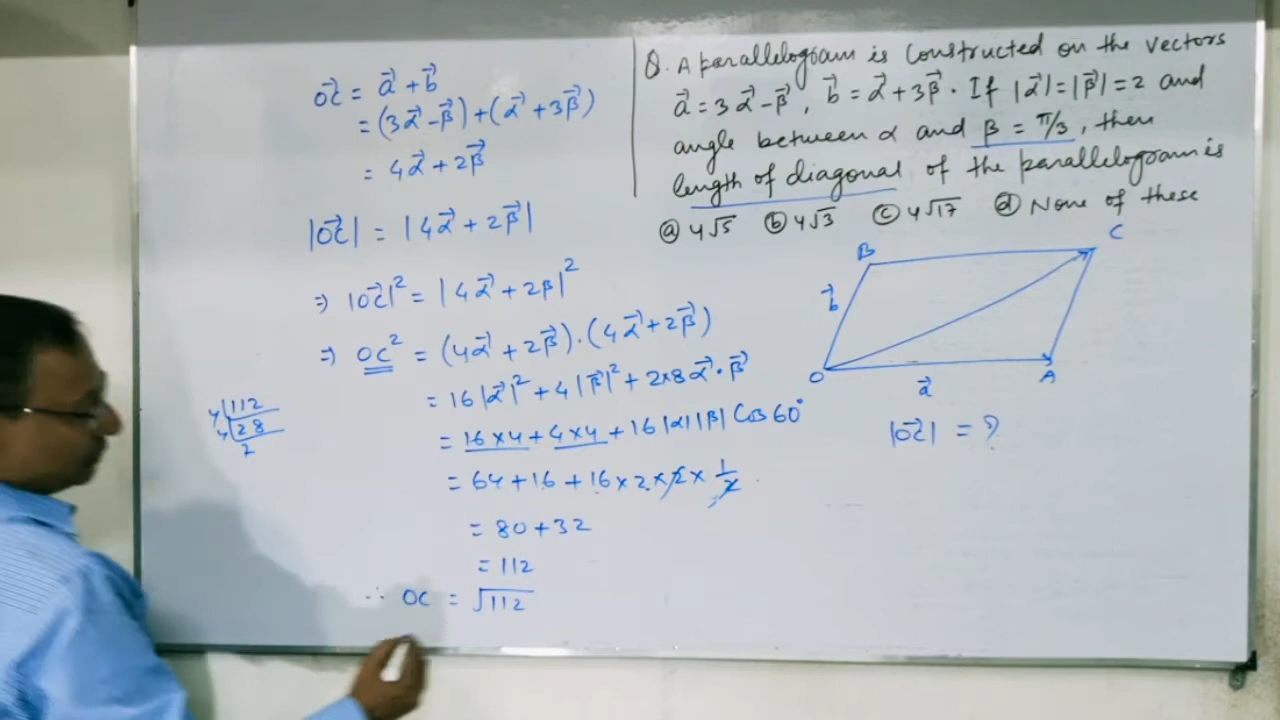 Q. A parallelogram is constructed on the vectors
a⃗ = 3α⃗ - β⃗, b⃗ = α⃗ + 3β⃗. If |α⃗| = |β⃗| = 2 and
angle between α and β = π/3, then
length of diagonal of the parallelogram is
ⓐ 4√5 ⓑ 4√3 ⓒ 4√17 ⓓ None of these
OC⃗ = a⃗ + b⃗
= (3α⃗ - β⃗) + (α⃗ + 3β⃗)
= 4α⃗ + 2β⃗
|OC⃗| = |4α⃗ + 2β⃗|
⇒ |OC⃗|² = |4α⃗ + 2β|²
⇒ OC² = (4α⃗ + 2β⃗)·(4α⃗ + 2β⃗)
= 16|α⃗|² + 4|β⃗|² + 2×8α⃗·β⃗
= 16×4 + 4×4 + 16|α||β| Cos 60°
= 64 + 16 + 16×2×2×1/2
= 80 + 32
= 112
∴ OC = √112
4|112
4|28
2
B
C
b⃗
O
a⃗
A
|OC⃗| = ?